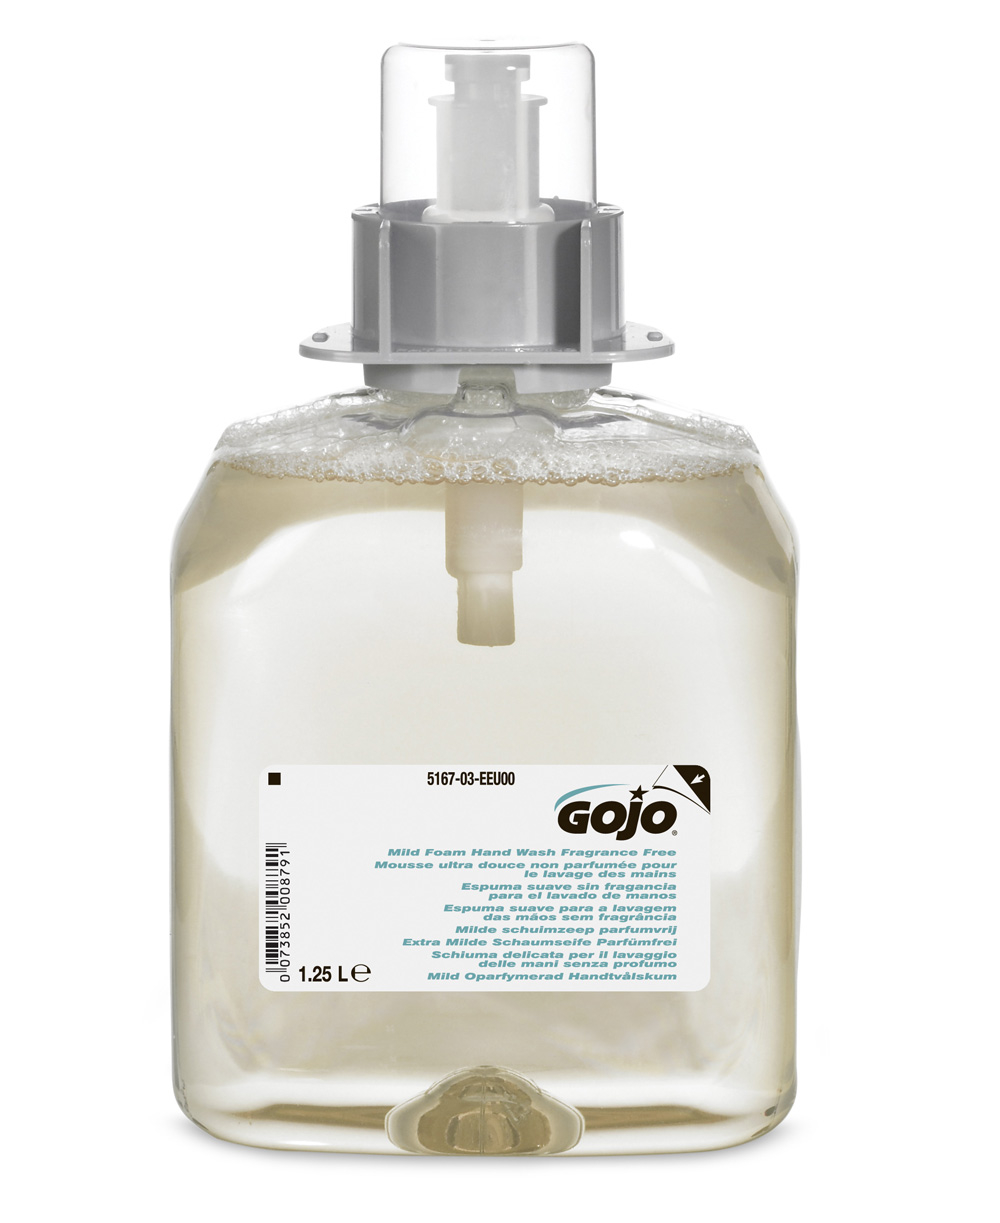 5167-03-EEU00
GOJO®
Mild Foam Hand Wash Fragrance Free
Mousse ultra douce non parfumée pour
le lavage des mains
Espuma suave sin fragancia
para el lavado de manos
Espuma suave para a lavagem
das mãos sem fragrância
Milde schuimzeep parfumvrij
Extra Milde Schaumseife Parfümfrei
Schiuma delicata per il lavaggio
delle mani senza profumo
Mild Oparfymerad Handtvålskum
0 073852 008791
1.25 L℮